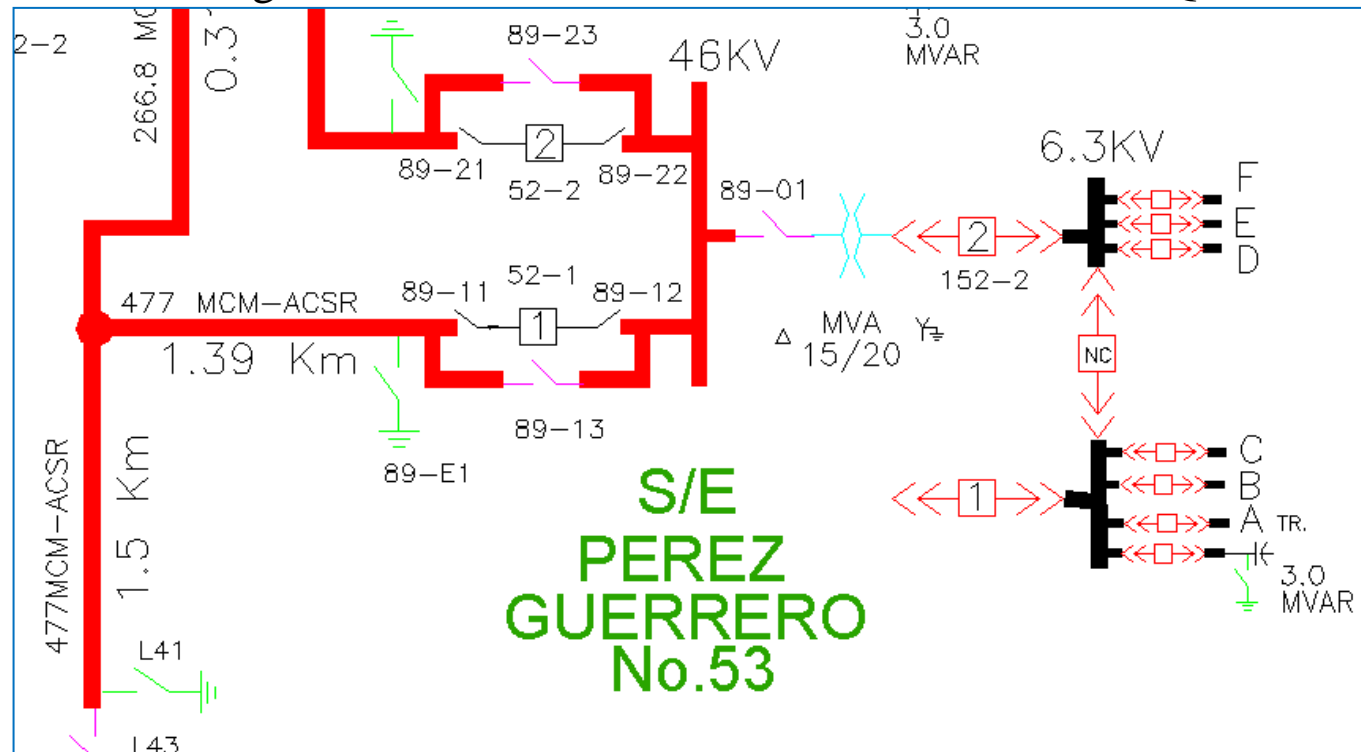 2-2
266.8 MC
0.3
89-23
46KV
3.0
MVAR
89-21
2
89-22
52-2
89-01
6.3KV
F
E
D
2
152-2
477 MCM-ACSR
1.39 Km
89-11
52-1
89-12
1
89-13
89-E1
Δ
MVA
15/20
Y
NC
1
C
B
A TR.
3.0
MVAR
477MCM-ACSR
1.5 Km
S/E
PEREZ
GUERRERO
No.53
L41
L43